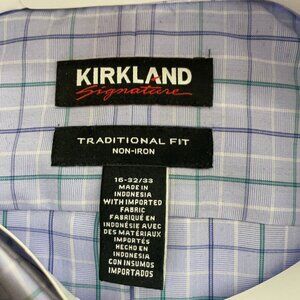 KIRKLAND
Signature
TRADITIONAL FIT
NON-IRON
16-32/33
MADE IN
INDONESIA
WITH IMPORTED
FABRIC
FABRIQUÉ EN
INDONÉSIE AVEC
DES MATÉRIAUX
IMPORTÉS
HECHO EN
INDONESIA
CON INSUMOS
IMPORTADOS